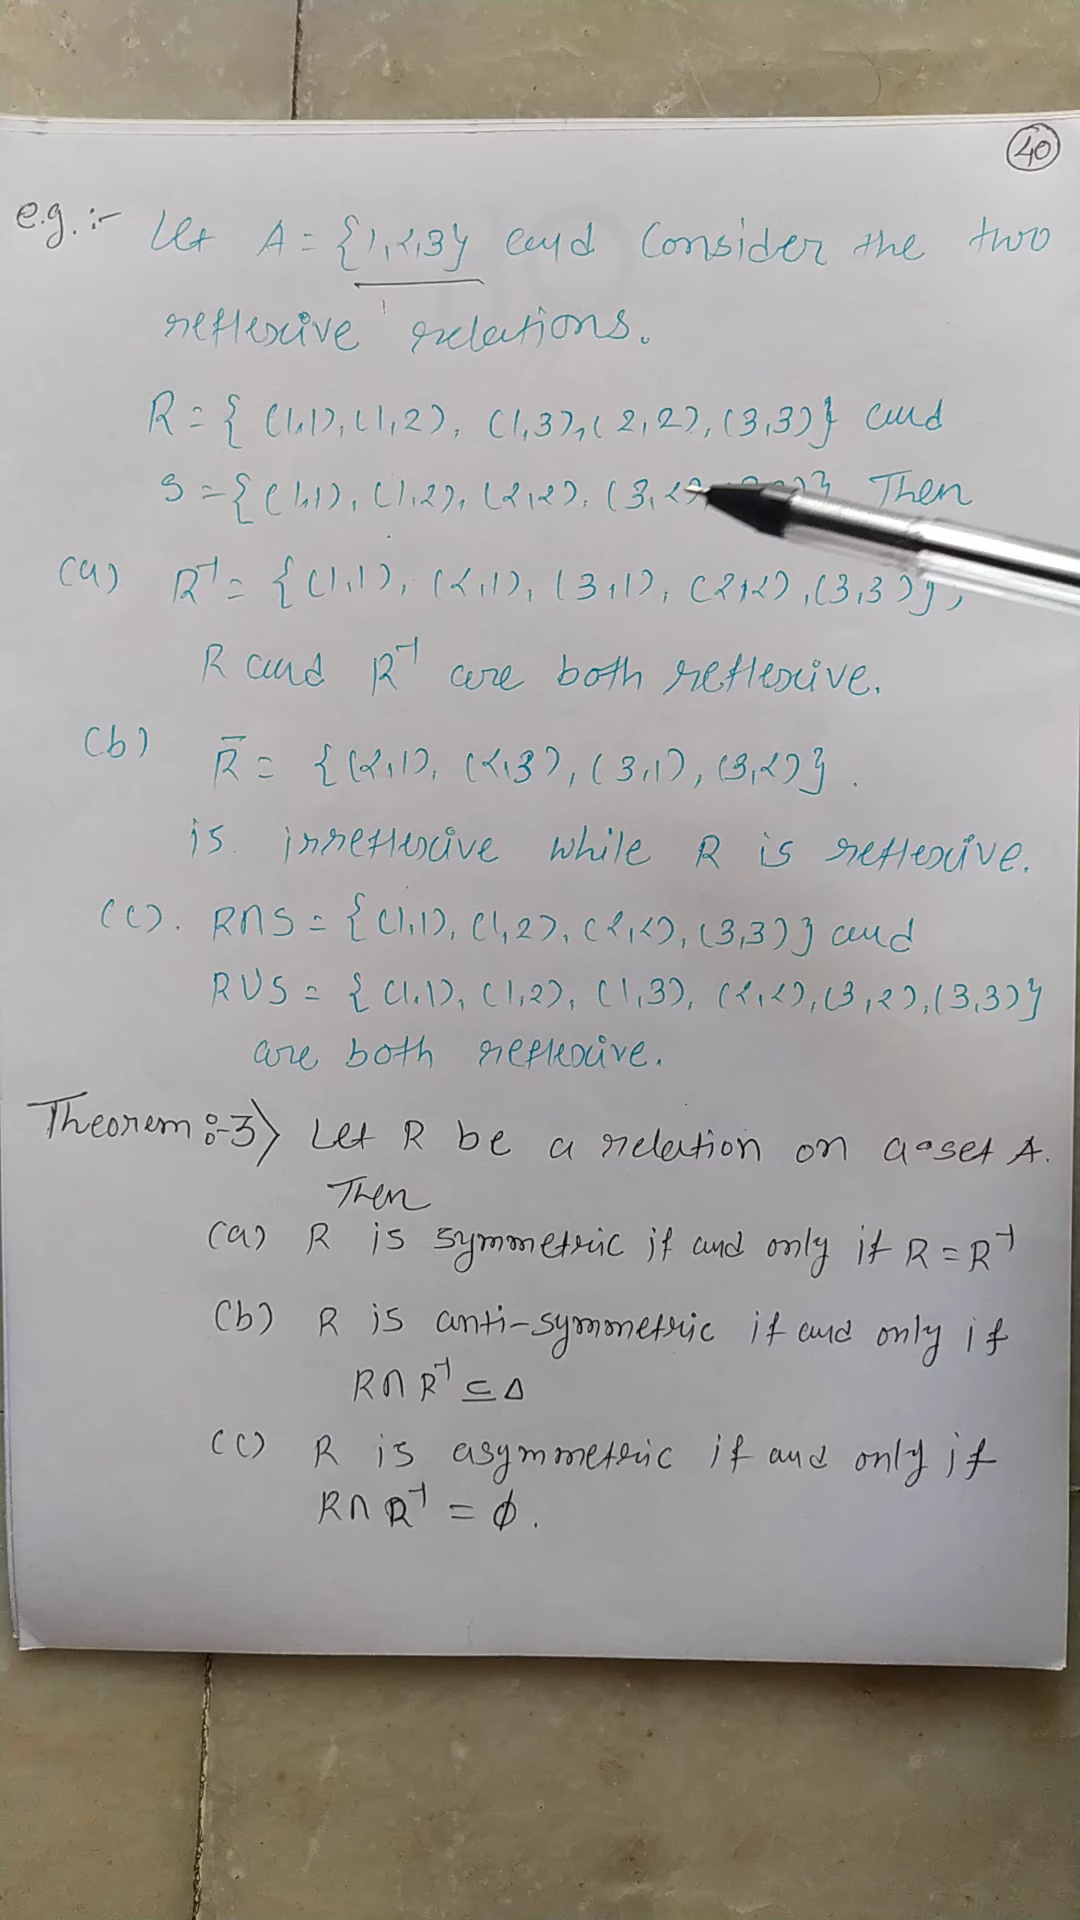 40
e.g. :- Let A = {1,2,3} and Consider the two
reflexive relations.
R = { (1,1), (1,2), (1,3), (2,2), (3,3)} and
S = { (1,1), (1,2), (2,2), (3,2) Then
(a) R⁻¹ = { (1,1), (2,1), (3,1), (2,2), (3,3)},
R and R⁻¹ are both reflexive.
(b) R̄ = { (2,1), (2,3), (3,1), (3,2)}.
is irreflexive while R is reflexive.
(c). R∩S = { (1,1), (1,2), (2,2), (3,3)} and
R∪S = { (1,1), (1,2), (1,3), (2,2), (3,2), (3,3)}
are both reflexive.
Theorem :-3) Let R be a relation on a set A.
Then
(a) R is symmetric if and only if R = R⁻¹
(b) R is anti-symmetric if and only if
R∩R⁻¹ ⊆ Δ
(c) R is asymmetric if and only if
R∩R⁻¹ = ϕ.